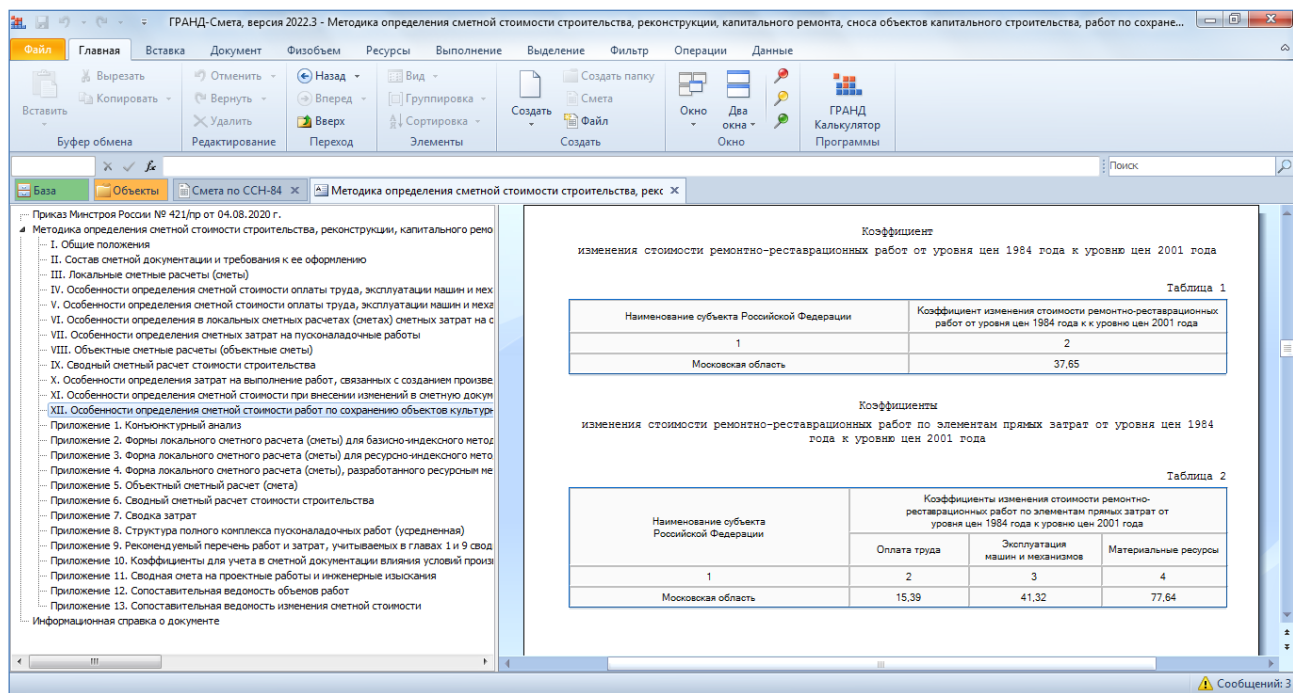 ГРАНД-Смета, версия 2022.3 - Методика определения сметной стоимости строительства, реконструкции, капитального ремонта, сноса объектов капитального строительства, работ по сохране...
Файл Главная Вставка Документ Физобъем Ресурсы Выполнение Выделение Фильтр Операции Данные
Вставить
Вырезать
Копировать
Буфер обмена
Отменить
Вернуть
Удалить
Редактирование
Назад
Вперед
Вверх
Переход
Вид
Группировка
Сортировка
Элементы
Создать
Создать папку
Смета
Файл
Создать
Окно
Два
окна
Окно
ГРАНД
Калькулятор
Программы
fx
Поиск
База Объекты Смета по ССН-84 Методика определения сметной стоимости строительства, рекс
Приказ Минстроя России № 421/пр от 04.08.2020 г.
Методика определения сметной стоимости строительства, реконструкции, капитального ремо
I. Общие положения
II. Состав сметной документации и требования к ее оформлению
III. Локальные сметные расчеты (сметы)
IV. Особенности определения сметной стоимости оплаты труда, эксплуатации машин и мех
V. Особенности определения сметной стоимости оплаты труда, эксплуатации машин и меха
VI. Особенности определения в локальных сметных расчетах (сметах) сметных затрат на с
VII. Особенности определения сметных затрат на пусконаладочные работы
VIII. Объектные сметные расчеты (объектные сметы)
IX. Сводный сметный расчет стоимости строительства
X. Особенности определения затрат на выполнение работ, связанных с созданием произве
XI. Особенности определения сметной стоимости при внесении изменений в сметную докум
XII. Особенности определения сметной стоимости работ по сохранению объектов культурн
Приложение 1. Конъюнктурный анализ
Приложение 2. Формы локального сметного расчета (сметы) для базисно-индексного метод
Приложение 3. Форма локального сметного расчета (сметы) для ресурсно-индексного мето
Приложение 4. Форма локального сметного расчета (сметы), разработанного ресурсным ме
Приложение 5. Объектный сметный расчет (смета)
Приложение 6. Сводный сметный расчет стоимости строительства
Приложение 7. Сводка затрат
Приложение 8. Структура полного комплекса пусконаладочных работ (усредненная)
Приложение 9. Рекомендуемый перечень работ и затрат, учитываемых в главах 1 и 9 свод
Приложение 10. Коэффициенты для учета в сметной документации влияния условий произв
Приложение 11. Сводная смета на проектные работы и инженерные изыскания
Приложение 12. Сопоставительная ведомость объемов работ
Приложение 13. Сопоставительная ведомость изменения сметной стоимости
Информационная справка о документе
Коэффициент
изменения стоимости ремонтно-реставрационных работ от уровня цен 1984 года к уровню цен 2001 года
Таблица 1
Наименование субъекта Российской Федерации
Коэффициент изменения стоимости ремонтно-реставрационных
работ от уровня цен 1984 года к к уровню цен 2001 года
1 2
Московская область 37,65
Коэффициенты
изменения стоимости ремонтно-реставрационных работ по элементам прямых затрат от уровня цен 1984
года к уровню цен 2001 года
Таблица 2
Наименование субъекта
Российской Федерации
Коэффициенты изменения стоимости ремонтно-
реставрационных работ по элементам прямых затрат от
уровня цен 1984 года к уровню цен 2001 года
Оплата труда
Эксплуатация
машин и механизмов
Материальные ресурсы
1 2 3 4
Московская область 15,39 41,32 77,64
Сообщений: 3